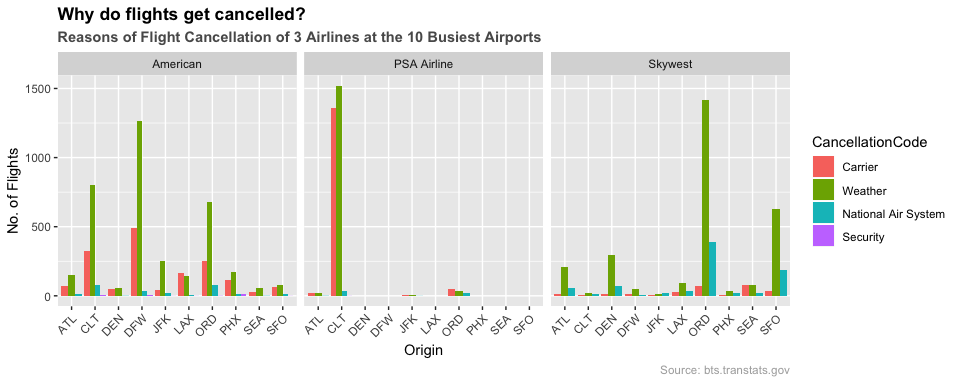 Why do flights get cancelled?
Reasons of Flight Cancellation of 3 Airlines at the 10 Busiest Airports
American PSA Airline Skywest
1500
1000
500
0
No. of Flights
ATL CLT DEN DFW JFK LAX ORD PHX SEA SFO ATL CLT DEN DFW JFK LAX ORD PHX SEA SFO ATL CLT DEN DFW JFK LAX ORD PHX SEA SFO
Origin
CancellationCode
Carrier
Weather
National Air System
Security
Source: bts.transtats.gov